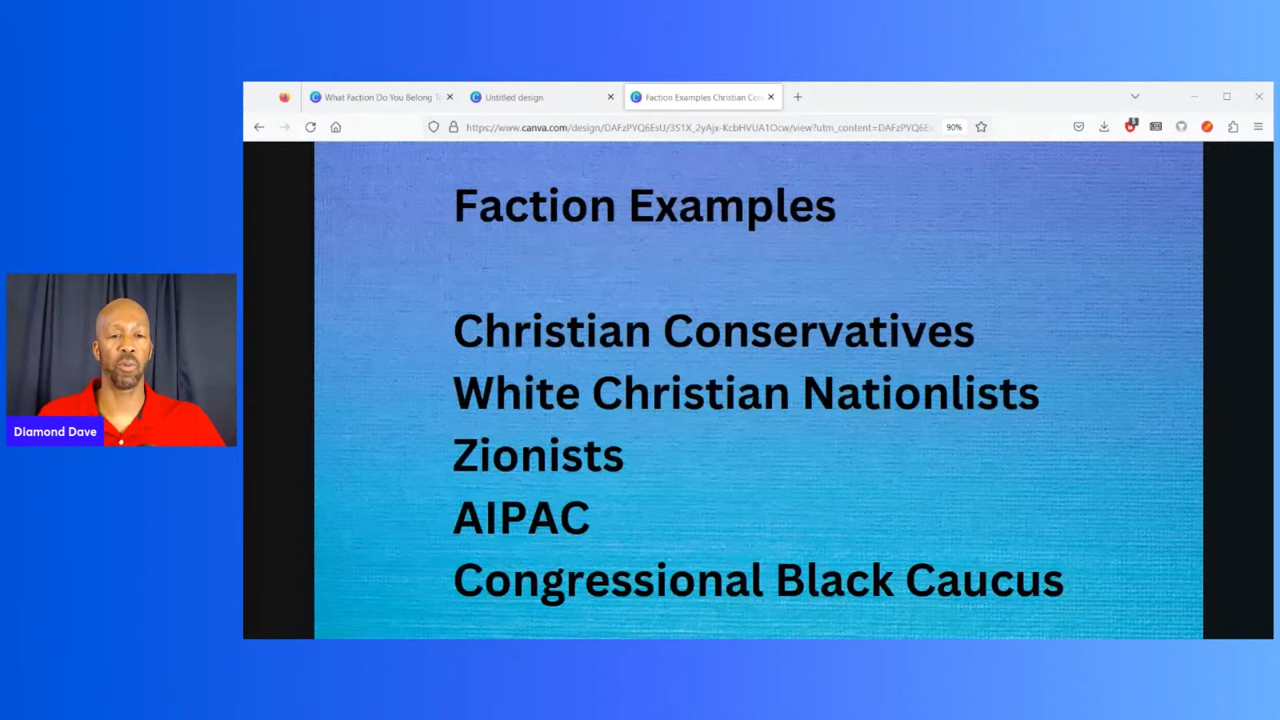 What Faction Do You Belong T
Untitled design
Faction Examples Christian Con
https://www.canva.com/design/DAFzPYQ6EsU/3S1X_2yAjx-KcbHVUA1Ocw/view?utm_content=DAFzPYQ6E
90%
Faction Examples
Christian Conservatives
White Christian Nationlists
Zionists
AIPAC
Congressional Black Caucus
Diamond Dave